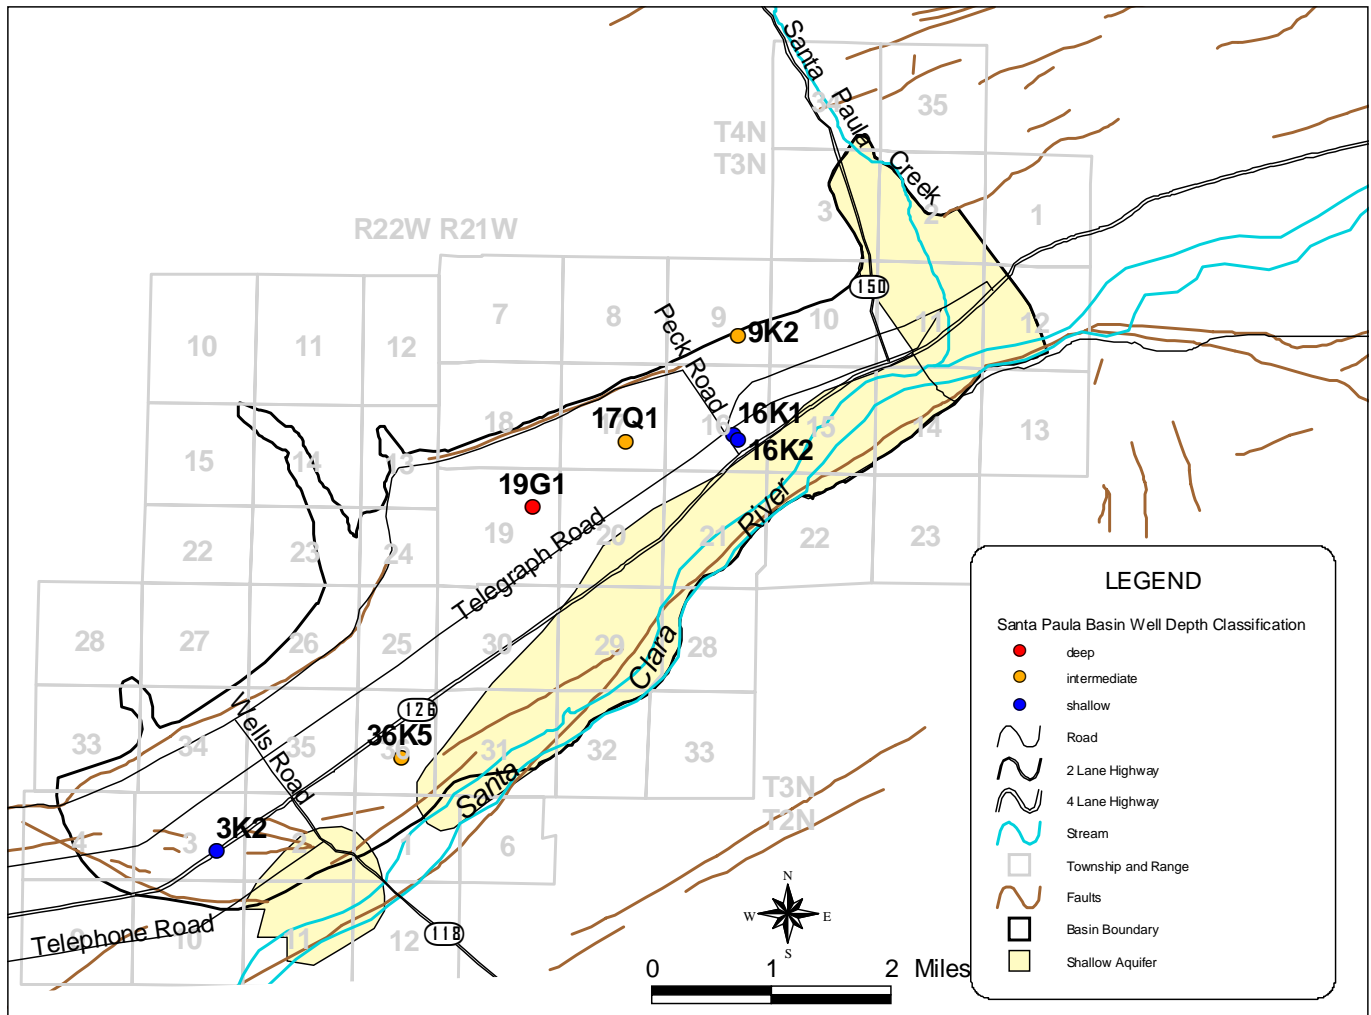 Santa Paula Creek
34
35
T4N
T3N
3
2
1
R22W R21W
150
7
8
9
10
11
12
10
11
12
Peck Road
9K2
18
17
16
15
14
13
17Q1
16K1
16K2
15
14
13
19G1
19
20
21
22
23
River
22
23
24
Telegraph Road
28
27
26
25
30
29
28
Clara
126
33
34
35
36
31
32
33
36K5
Wells Road
Santa
T3N
T2N
4
3
2
1
6
3K2
Telephone Road
9
10
11
12
118
N
W
E
S
0
1
2 Miles
LEGEND
Santa Paula Basin Well Depth Classification
deep
intermediate
shallow
Road
2 Lane Highway
4 Lane Highway
Stream
Township and Range
Faults
Basin Boundary
Shallow Aquifer